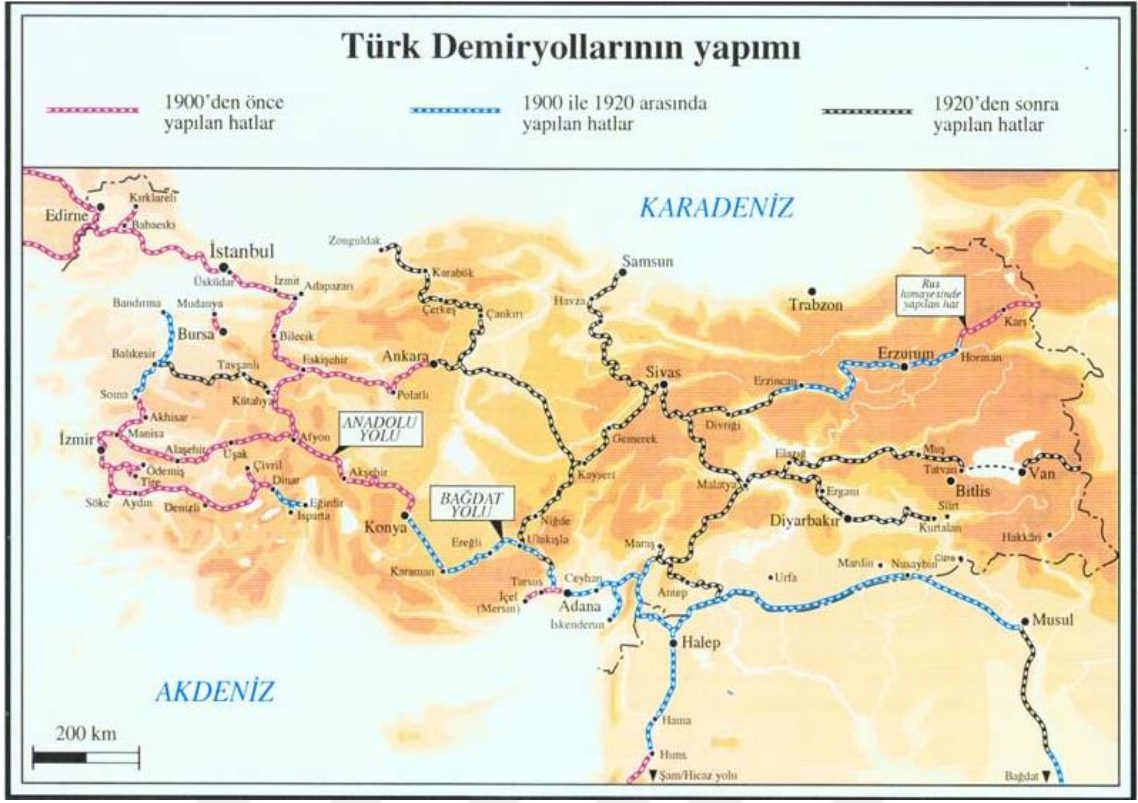 Türk Demiryollarının yapımı
1900'den önce
yapılan hatlar
1900 ile 1920 arasında
yapılan hatlar
1920'den sonra
yapılan hatlar
KARADENİZ
Edirne
Kırklareli
Babaeski
İstanbul
Üsküdar
İzmit
Adapazarı
Zonguldak
Karabök
Çerkeş
Çankırı
Samsun
Havza
Trabzon
Rus
himayesinde
yapılan hat
Kars
Bandırma
Mudanya
Bursa
Bilecik
Balıkesir
Tavşanlı
Eskişehir
Ankara
Sivas
Erzincan
Erzurum
Horasan
Soma
Kütahya
Polatlı
Divriği
Akhisar
ANADOLU
YOLU
İzmir
Manisa
Alaşehir
Uşak
Afyon
Gemerek
Elazığ
Muş
Tatvan
Van
Ödemiş
Tire
Çivril
Dinar
Akşehir
Kayseri
Malatya
Bitlis
Söke
Aydın
Denizli
Eğirdir
Isparta
BAĞDAT
YOLU
Ergani
Siirt
Konya
Niğde
Diyarbakır
Kurtalan
Ereğli
Ulukışla
Maraş
Hakkâri
Karaman
Tarsus
Ceyhan
Urfa
Mardin
Nusaybin
Cizre
İçel
(Mersin)
Adana
Antep
İskenderun
Musul
Halep
AKDENİZ
Hama
200 km
Hıms
Şam/Hicaz yolu
Bağdat